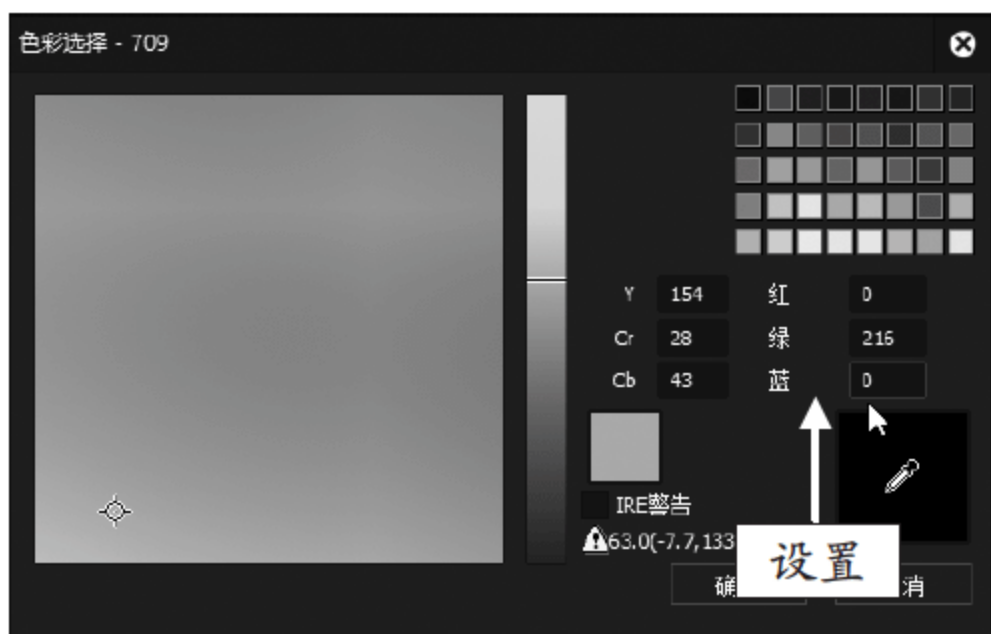 色彩选择 - 709
Y 154 红 0
Cr 28 绿 216
Cb 43 蓝 0
IRE警告
63.0(-7.7,133
设置
确
消